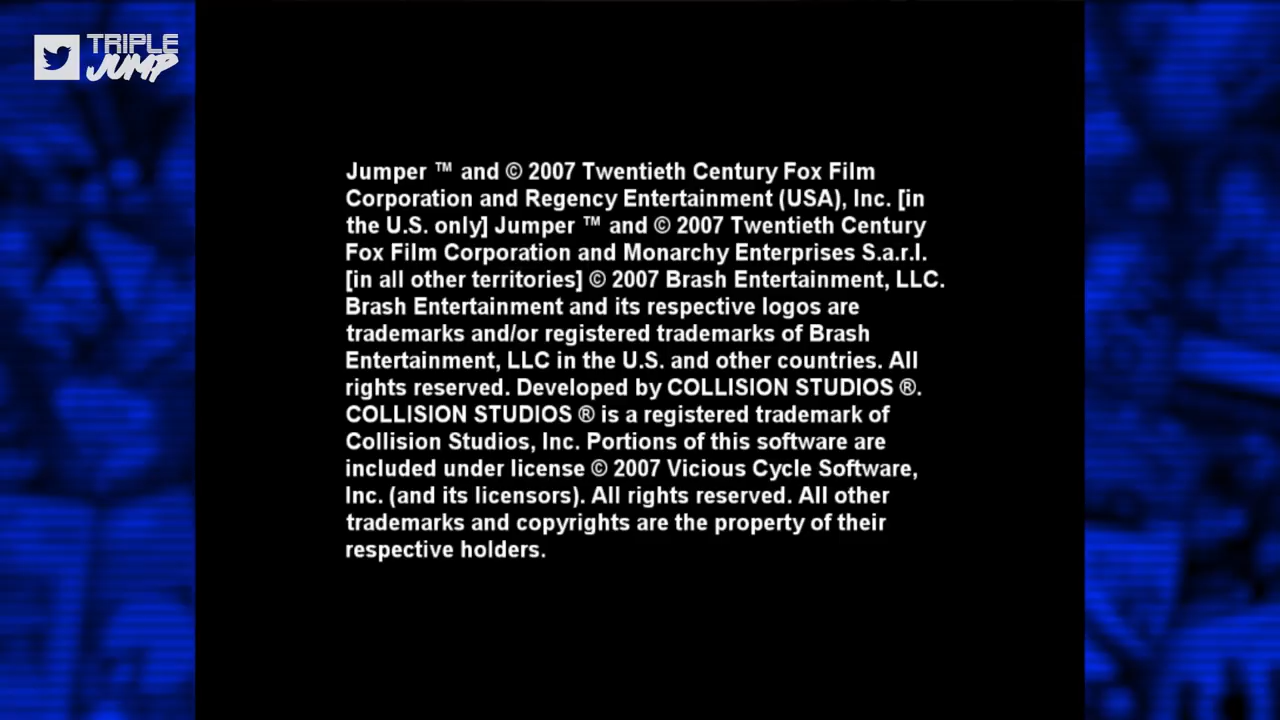 TRIPLE
JUMP
Jumper ™ and © 2007 Twentieth Century Fox Film
Corporation and Regency Entertainment (USA), Inc. [in
the U.S. only] Jumper ™ and © 2007 Twentieth Century
Fox Film Corporation and Monarchy Enterprises S.a.r.l.
[in all other territories] © 2007 Brash Entertainment, LLC.
Brash Entertainment and its respective logos are
trademarks and/or registered trademarks of Brash
Entertainment, LLC in the U.S. and other countries. All
rights reserved. Developed by COLLISION STUDIOS ®.
COLLISION STUDIOS ® is a registered trademark of
Collision Studios, Inc. Portions of this software are
included under license © 2007 Vicious Cycle Software,
Inc. (and its licensors). All rights reserved. All other
trademarks and copyrights are the property of their
respective holders.